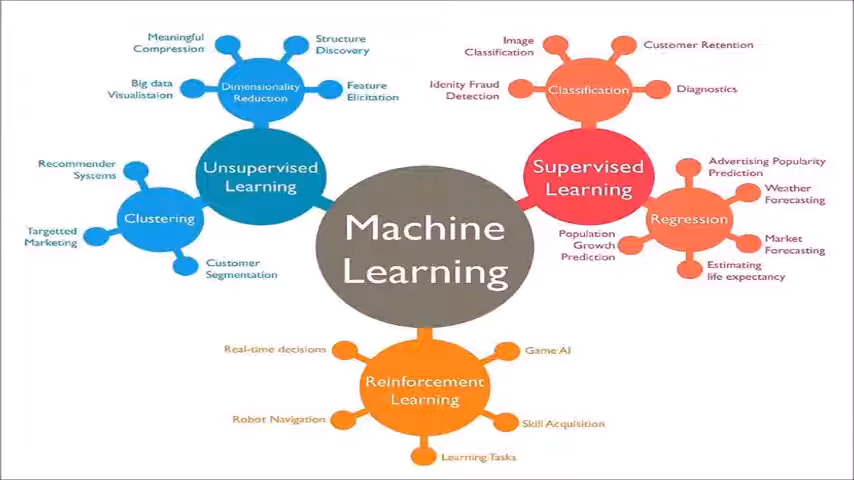 Meaningful
Compression
Structure
Discovery
Big data
Visualistaion
Dimensionality
Reduction
Feature
Elicitation
Image
Classification
Customer Retention
Idenity Fraud
Detection
Classification
Diagnostics
Recommender
Systems
Unsupervised
Learning
Clustering
Targetted
Marketing
Customer
Segmentation
Supervised
Learning
Advertising Popularity
Prediction
Weather
Forecasting
Regression
Population
Growth
Prediction
Market
Forecasting
Estimating
life expectancy
Machine
Learning
Real-time decisions
Game AI
Reinforcement
Learning
Robot Navigation
Skill Acquisition
Learning Tasks